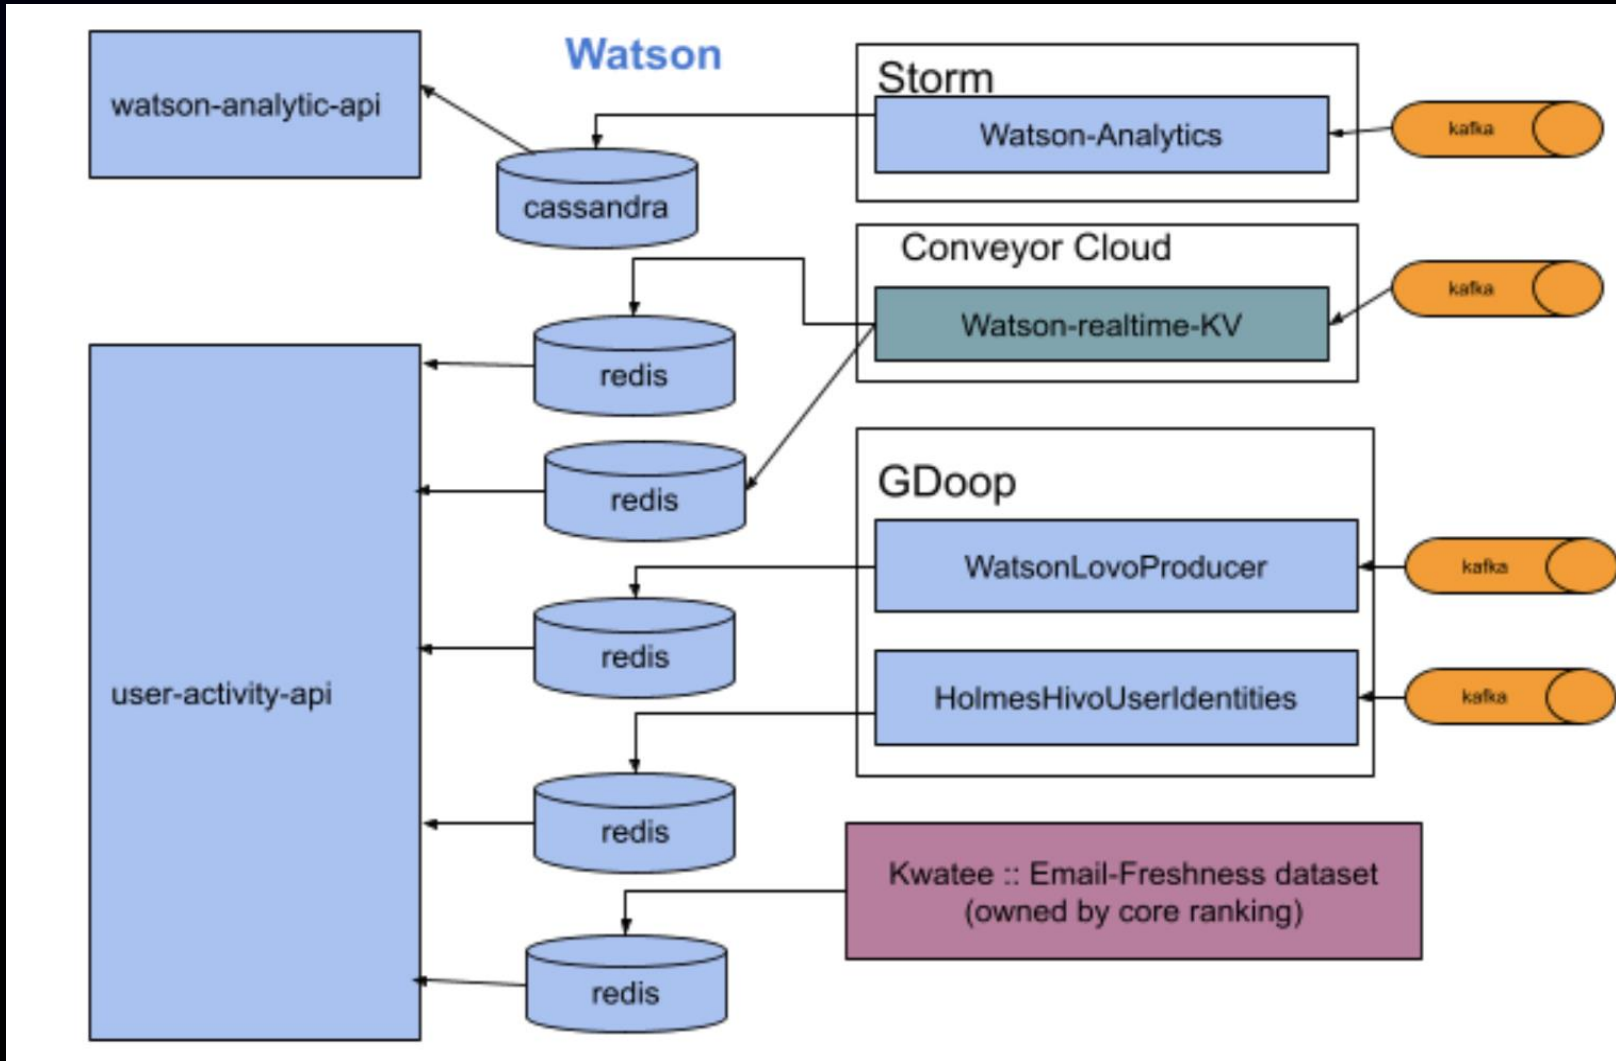 Watson
watson-analytic-api
cassandra
Storm
Watson-Analytics
kafka
Conveyor Cloud
Watson-realtime-KV
kafka
redis
redis
user-activity-api
GDoop
WatsonLovoProducer
kafka
redis
HolmesHivoUserIdentities
kafka
redis
Kwatee :: Email-Freshness dataset
(owned by core ranking)
redis